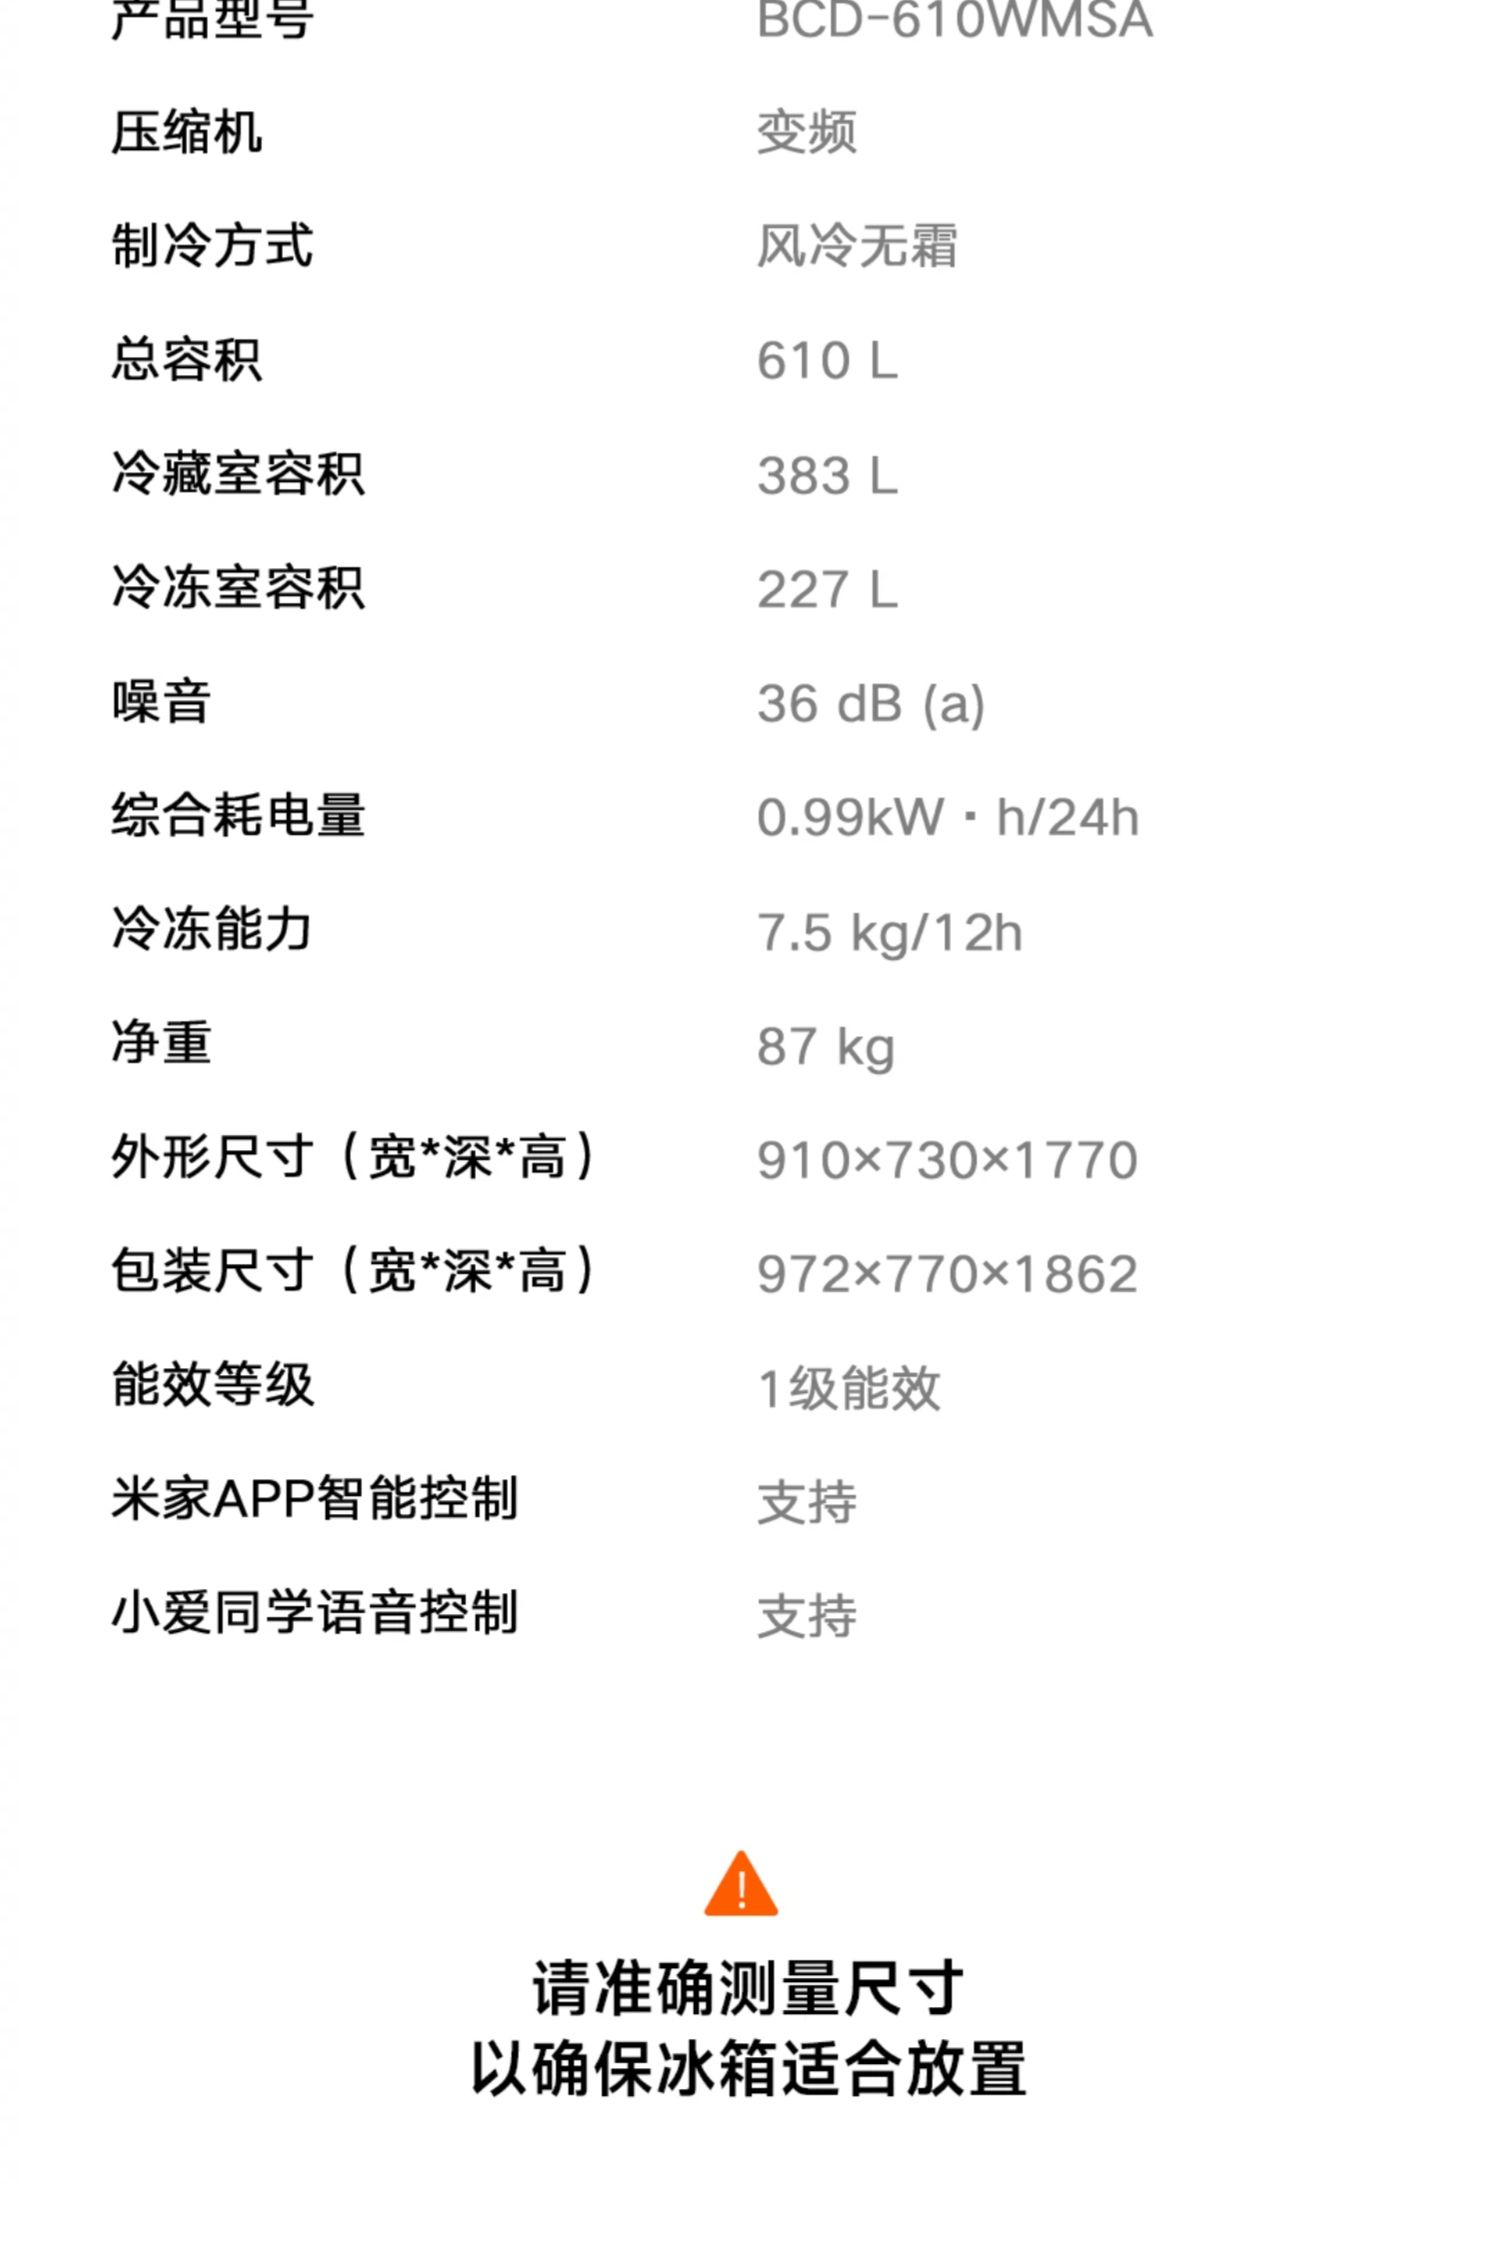 产品型号 BCD-610WMSA
压缩机 变频
制冷方式 风冷无霜
总容积 610 L
冷藏室容积 383 L
冷冻室容积 227 L
噪音 36 dB (a)
综合耗电量 0.99kW · h/24h
冷冻能力 7.5 kg/12h
净重 87 kg
外形尺寸（宽*深*高） 910×730×1770
包装尺寸（宽*深*高） 972×770×1862
能效等级 1级能效
米家APP智能控制 支持
小爱同学语音控制 支持
请准确测量尺寸
以确保冰箱适合放置